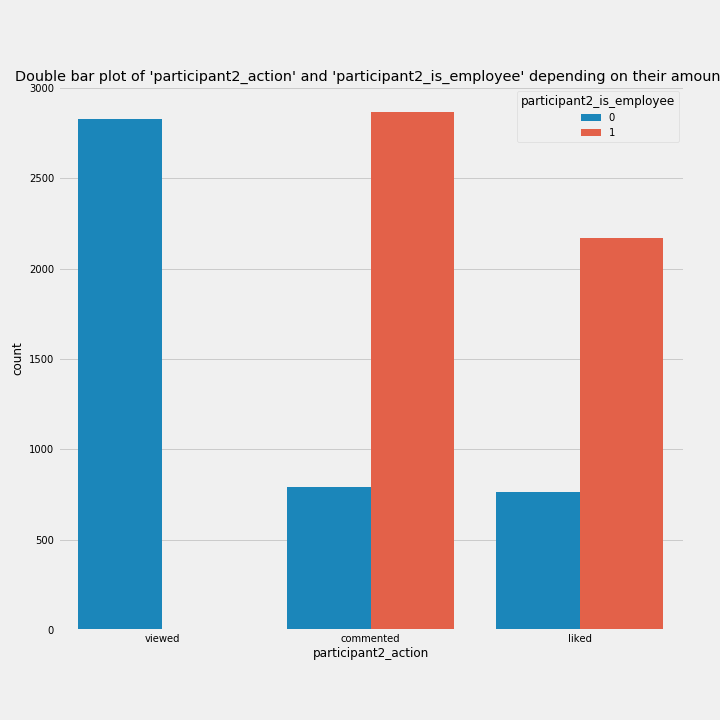 Double bar plot of 'participant2_action' and 'participant2_is_employee' depending on their amoun
3000
participant2_is_employee
0
1
2500
2000
1500
1000
500
0
count
viewed
commented
liked
participant2_action